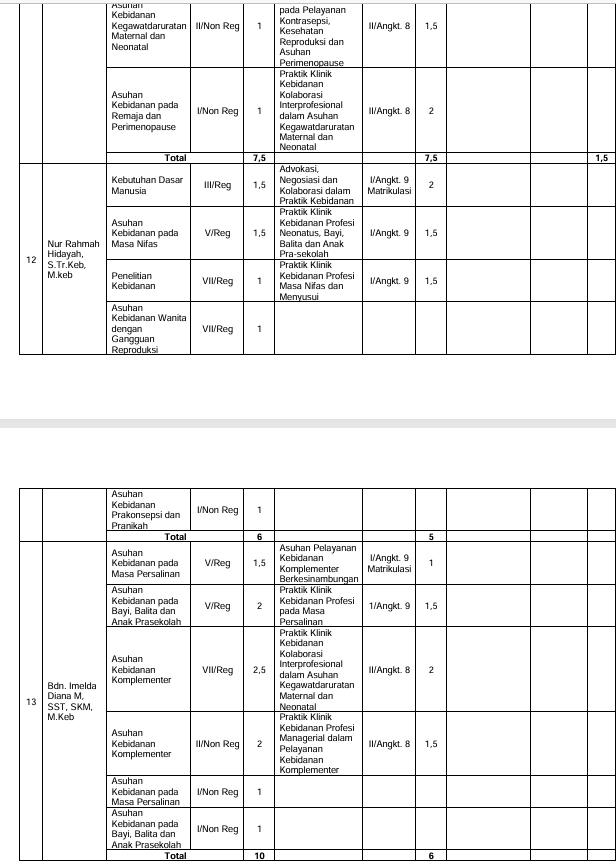 Asuhan
Kebidanan
Kegawatdaruratan
Maternal dan
Neonatal
II/Non Reg
1
pada Pelayanan
Kontrasepsi,
Kesehatan
Reproduksi dan
Asuhan
Perimenopause
II/Angkt. 8
1,5
Asuhan
Kebidanan pada
Remaja dan
Perimenopause
I/Non Reg
1
Praktik Klinik
Kebidanan
Kolaborasi
Interprofesional
dalam Asuhan
Kegawatdaruratan
Maternal dan
Neonatal
II/Angkt. 8
2
Total
7,5
7,5
1,5
12
Nur Rahmah
Hidayah,
S.Tr.Keb,
M.keb
Kebutuhan Dasar
Manusia
III/Reg
1,5
Advokasi,
Negosiasi dan
Kolaborasi dalam
Praktik Kebidanan
I/Angkt. 9
Matrikulasi
2
Asuhan
Kebidanan pada
Masa Nifas
V/Reg
1,5
Praktik Klinik
Kebidanan Profesi
Neonatus, Bayi,
Balita dan Anak
Pra-sekolah
I/Angkt. 9
1,5
Penelitian
Kebidanan
VII/Reg
1
Praktik Klinik
Kebidanan Profesi
Masa Nifas dan
Menyusui
I/Angkt. 9
1,5
Asuhan
Kebidanan Wanita
dengan
Gangguan
Reproduksi
VII/Reg
1
Asuhan
Kebidanan
Prakonsepsi dan
Pranikah
I/Non Reg
1
Total
6
5
13
Bdn. Imelda
Diana M,
SST, SKM,
M.Keb
Asuhan
Kebidanan pada
Masa Persalinan
V/Reg
1,5
Asuhan Pelayanan
Kebidanan
Komplementer
Berkesinambungan
I/Angkt. 9
Matrikulasi
1
Asuhan
Kebidanan pada
Bayi, Balita dan
Anak Prasekolah
V/Reg
2
Praktik Klinik
Kebidanan Profesi
pada Masa
Persalinan
1/Angkt. 9
1,5
Asuhan
Kebidanan
Komplementer
VII/Reg
2,5
Praktik Klinik
Kebidanan
Kolaborasi
Interprofesional
dalam Asuhan
Kegawatdaruratan
Maternal dan
Neonatal
II/Angkt. 8
2
Asuhan
Kebidanan
Komplementer
II/Non Reg
2
Praktik Klinik
Kebidanan Profesi
Managerial dalam
Pelayanan
Kebidanan
Komplementer
II/Angkt. 8
1,5
Asuhan
Kebidanan pada
Masa Persalinan
I/Non Reg
1
Asuhan
Kebidanan pada
Bayi, Balita dan
Anak Prasekolah
I/Non Reg
1
Total
10
6